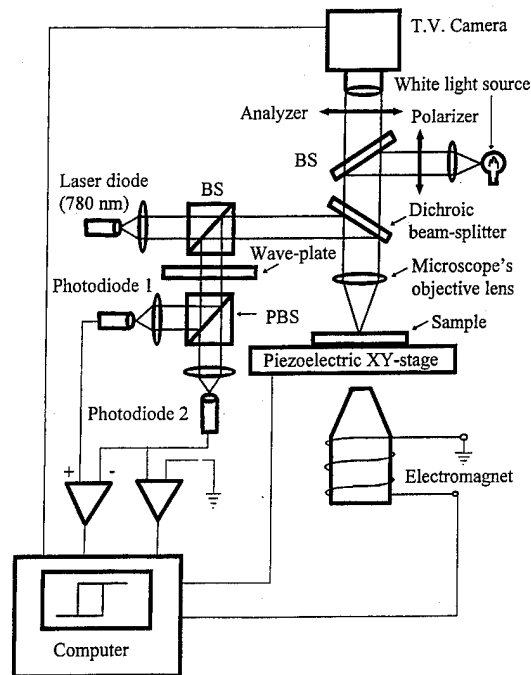 T.V. Camera
White light source
Analyzer
Polarizer
BS
BS
Laser diode
(780 nm)
Dichroic
beam-splitter
Wave-plate
Microscope's
objective lens
Photodiode 1
PBS
Sample
Piezoelectric XY-stage
Photodiode 2
+
-
Electromagnet
Computer